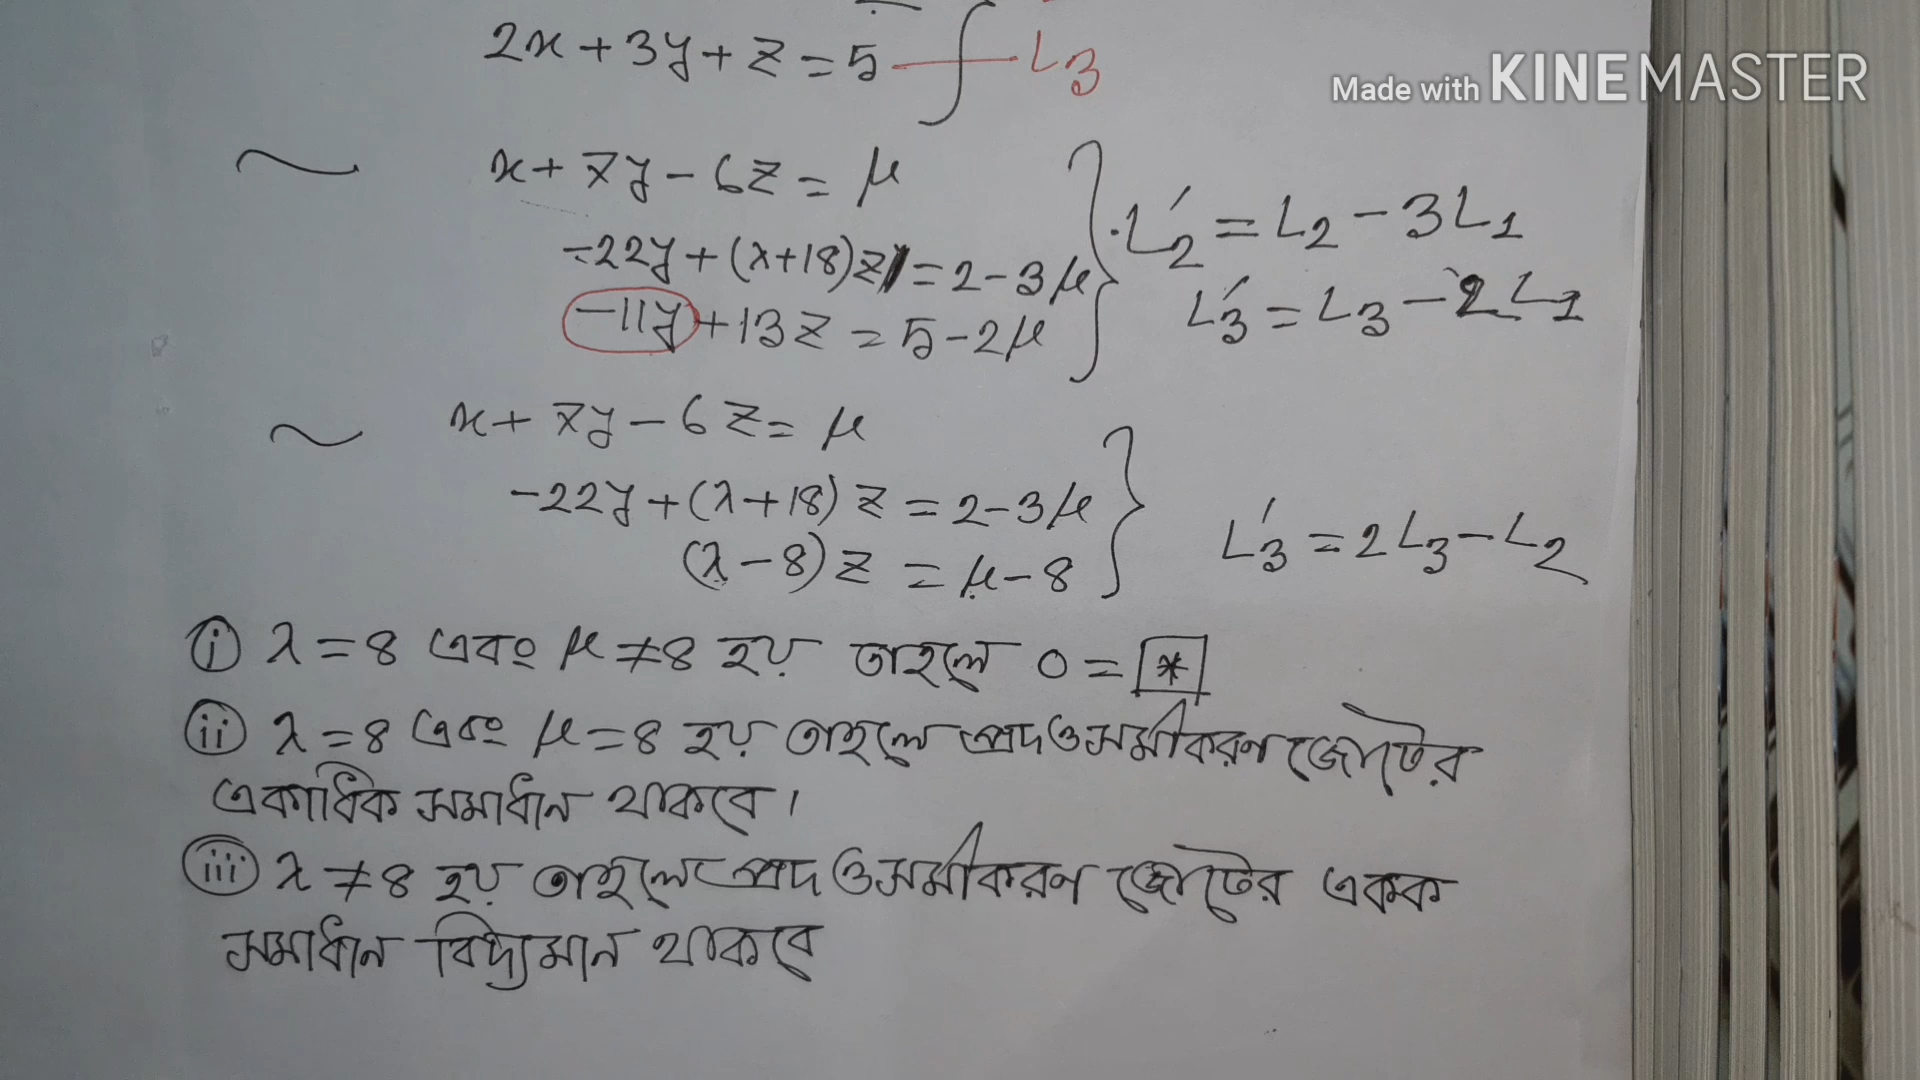 2x + 3y + z = 5 L3
Made with KINEMASTER
~ x + 7y - 6z = μ
-22y + (λ+18)z = 2 - 3μ
-11y + 13z = 5 - 2μ
L2' = L2 - 3L1
L3' = L3 - 2L1
~ x + 7y - 6z = μ
-22y + (λ+18)z = 2 - 3μ
(λ-8)z = μ - 8
L3' = 2L3 - L2
(i) λ = 8 এবং μ ≠ 8 হয় তাহলে 0 = *
(ii) λ = 8 এবং μ = 8 হয় তাহলে প্রদত্ত সমীকরণ জোটের
একাধিক সমাধান থাকবে।
(iii) λ ≠ 8 হয় তাহলে প্রদত্ত সমীকরণ জোটের একক
সমাধান বিদ্যমান থাকবে